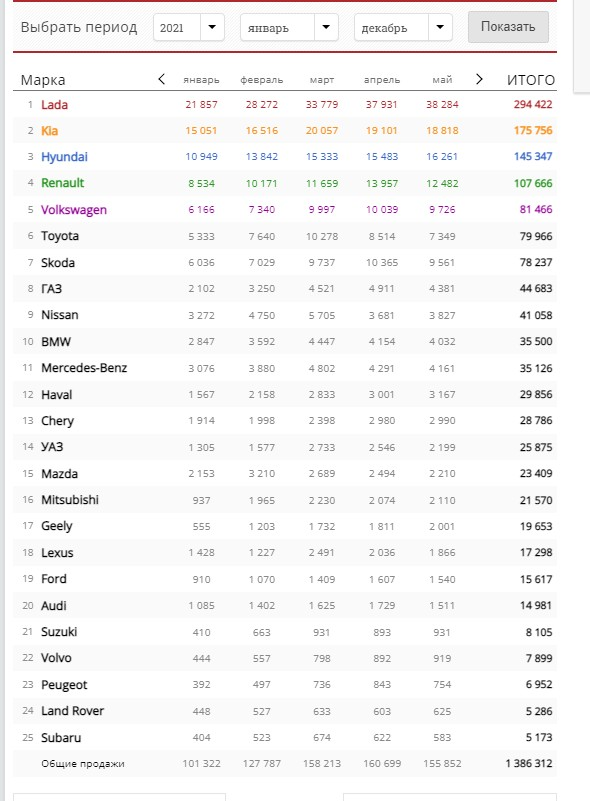 Выбрать период 2021 январь декабрь Показать
Марка январь февраль март апрель май ИТОГО
1 Lada 21 857 28 272 33 779 37 931 38 284 294 422
2 Kia 15 051 16 516 20 057 19 101 18 818 175 756
3 Hyundai 10 949 13 842 15 333 15 483 16 261 145 347
4 Renault 8 534 10 171 11 659 13 957 12 482 107 666
5 Volkswagen 6 166 7 340 9 997 10 039 9 726 81 466
6 Toyota 5 333 7 640 10 278 8 514 7 349 79 966
7 Skoda 6 036 7 029 9 737 10 365 9 561 78 237
8 ГАЗ 2 102 3 250 4 521 4 911 4 381 44 683
9 Nissan 3 272 4 750 5 705 3 681 3 827 41 058
10 BMW 2 847 3 592 4 447 4 154 4 032 35 500
11 Mercedes-Benz 3 076 3 880 4 802 4 291 4 161 35 126
12 Haval 1 567 2 158 2 833 3 001 3 167 29 856
13 Chery 1 914 1 998 2 398 2 980 2 990 28 786
14 УАЗ 1 305 1 577 2 733 2 546 2 199 25 875
15 Mazda 2 153 3 210 2 689 2 494 2 210 23 409
16 Mitsubishi 937 1 965 2 230 2 074 2 110 21 570
17 Geely 555 1 203 1 732 1 811 2 001 19 653
18 Lexus 1 428 1 227 2 491 2 036 1 866 17 298
19 Ford 910 1 070 1 409 1 607 1 540 15 617
20 Audi 1 085 1 402 1 625 1 729 1 511 14 981
21 Suzuki 410 663 931 893 931 8 105
22 Volvo 444 557 798 892 919 7 899
23 Peugeot 392 497 736 843 754 6 952
24 Land Rover 448 527 633 603 625 5 286
25 Subaru 404 523 674 622 583 5 173
Общие продажи 101 322 127 787 158 213 160 699 155 852 1 386 312